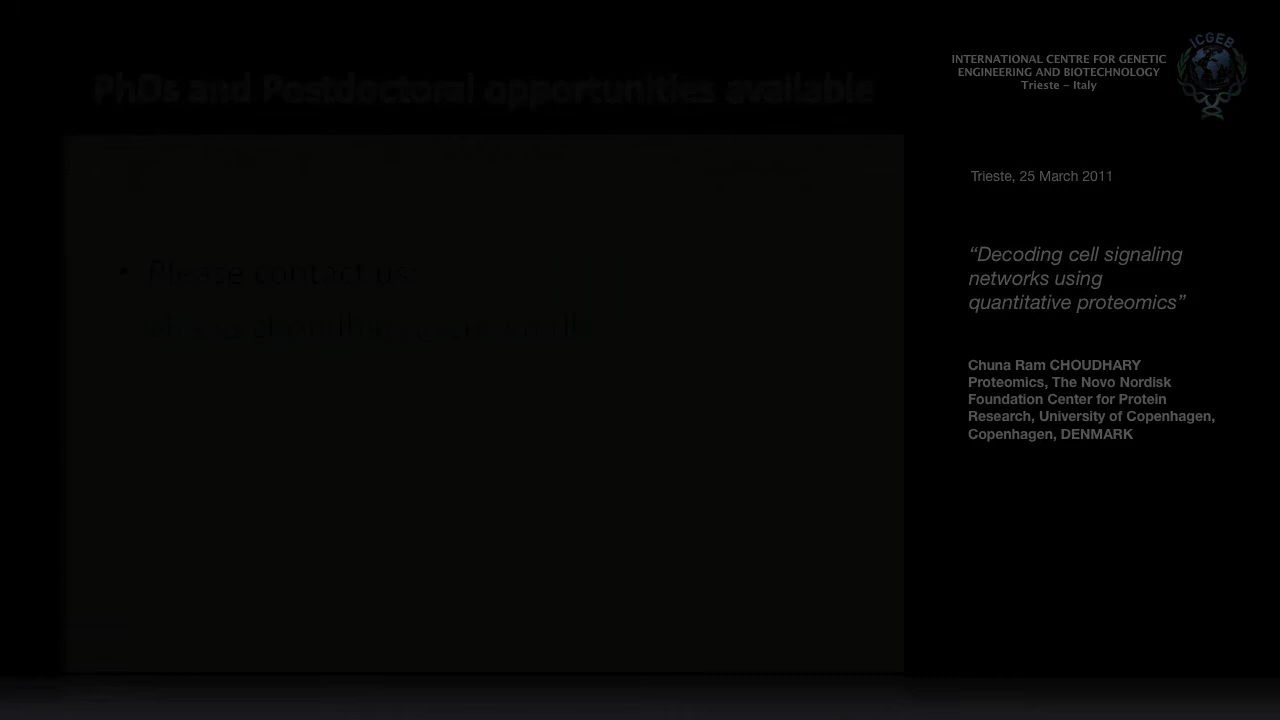 PhDs and Postdoctoral opportunities available
• Please contact us:
INTERNATIONAL CENTRE FOR GENETIC
ENGINEERING AND BIOTECHNOLOGY
Trieste - Italy
ICGEB
Trieste, 25 March 2011
“Decoding cell signaling
networks using
quantitative proteomics”
Chuna Ram CHOUDHARY
Proteomics, The Novo Nordisk
Foundation Center for Protein
Research, University of Copenhagen,
Copenhagen, DENMARK